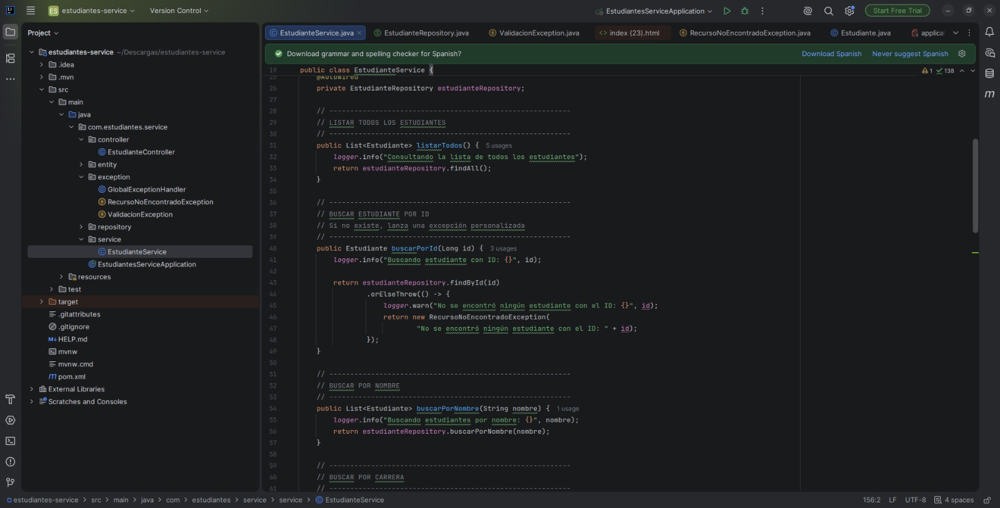 ES estudiantes-service Version Control EstudiantesServiceApplication Start Free Trial
Project
estudiantes-service ~/Descargas/estudiantes-service
.idea
.mvn
src
main
java
com.estudiantes.service
controller
EstudianteController
entity
exception
GlobalExceptionHandler
RecursoNoEncontradoException
ValidacionException
repository
service
EstudianteService
EstudiantesServiceApplication
resources
test
target
.gitattributes
.gitignore
M↓ HELP.md
mvnw
mvnw.cmd
m pom.xml
External Libraries
Scratches and Consoles
EstudianteService.java EstudianteRepository.java ValidacionException.java <> index (23).html RecursoNoEncontradoException.java Estudiante.java applica
Download grammar and spelling checker for Spanish? Download Spanish Never suggest Spanish
19 public class EstudianteService { 1 138
25 @Autowired
26 private EstudianteRepository estudianteRepository;
27
28 // ----------------------------------------------------------
29 // LISTAR TODOS LOS ESTUDIANTES
30 // ----------------------------------------------------------
31 public List<Estudiante> listarTodos() { 5 usages
32 logger.info("Consultando la lista de todos los estudiantes");
33 return estudianteRepository.findAll();
34 }
35
36 // ----------------------------------------------------------
37 // BUSCAR ESTUDIANTE POR ID
38 // Si no existe, lanza una excepción personalizada
39 // ----------------------------------------------------------
40 public Estudiante buscarPorId(Long id) { 3 usages
41 logger.info("Buscando estudiante con ID: {}", id);
42
43 return estudianteRepository.findById(id)
44 .orElseThrow(() -> {
45 logger.warn("No se encontró ningún estudiante con el ID: {}", id);
46 return new RecursoNoEncontradoException(
47 "No se encontró ningún estudiante con el ID: " + id);
48 });
49 }
50
51 // ----------------------------------------------------------
52 // BUSCAR POR NOMBRE
53 // ----------------------------------------------------------
54 public List<Estudiante> buscarPorNombre(String nombre) { 1 usage
55 logger.info("Buscando estudiantes por nombre: {}", nombre);
56 return estudianteRepository.buscarPorNombre(nombre);
57 }
58
59 // ----------------------------------------------------------
60 // BUSCAR POR CARRERA
61 // ----------------------------------------------------------
m
estudiantes-service > src > main > java > com > estudiantes > service > service > EstudianteService 156:2 LF UTF-8 4 spaces